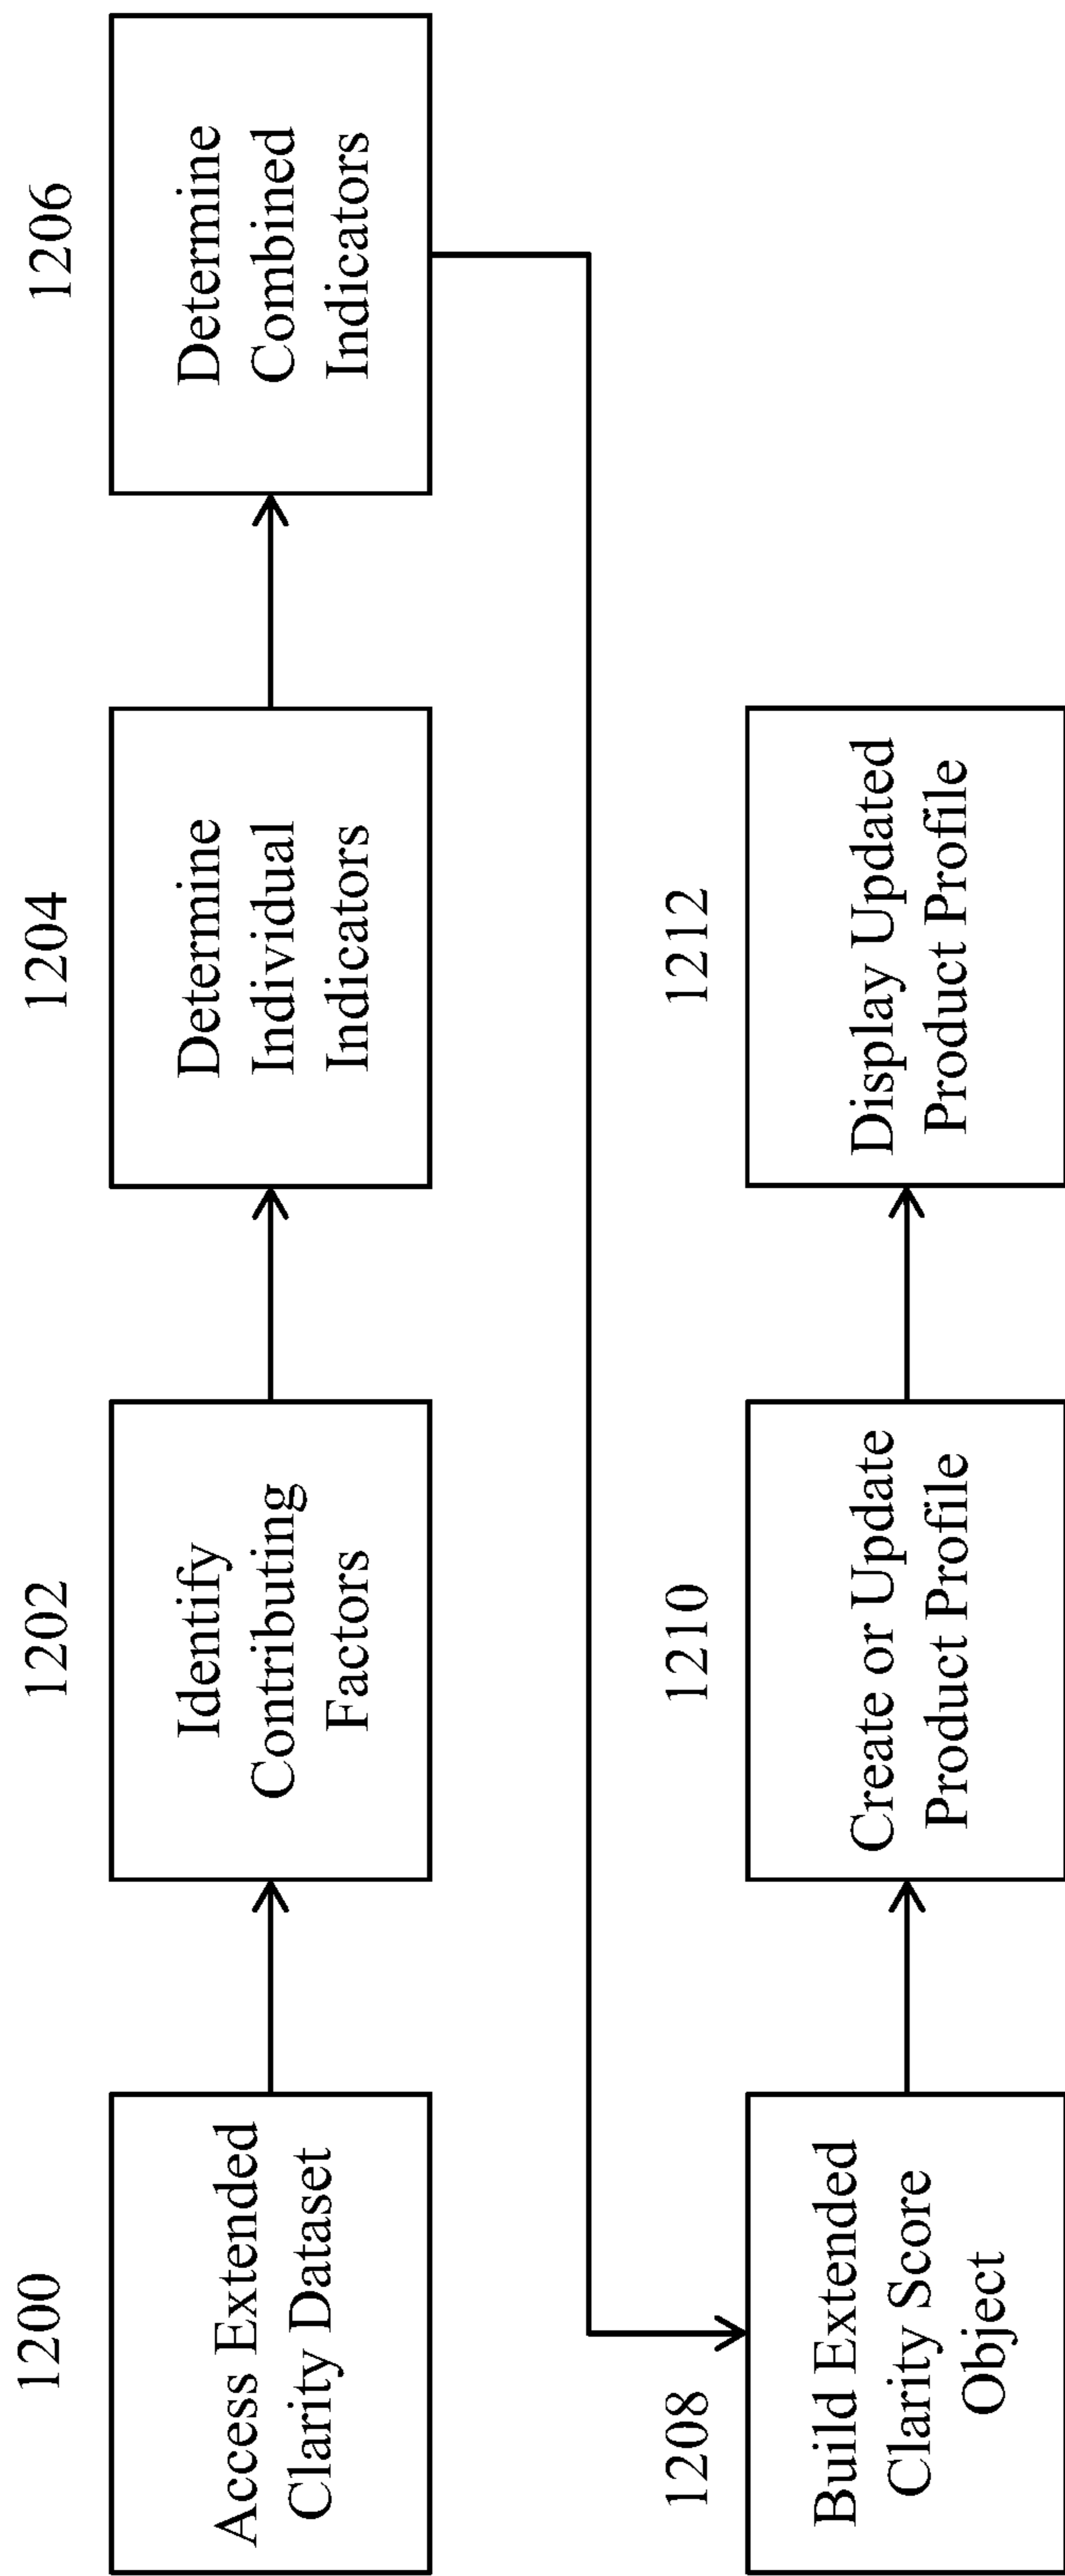 1200
Access Extended
Clarity Dataset
1202
Identify
Contributing
Factors
1204
Determine
Individual
Indicators
1206
Determine
Combined
Indicators
1208
Build Extended
Clarity Score
Object
1210
Create or Update
Product Profile
1212
Display Updated
Product Profile